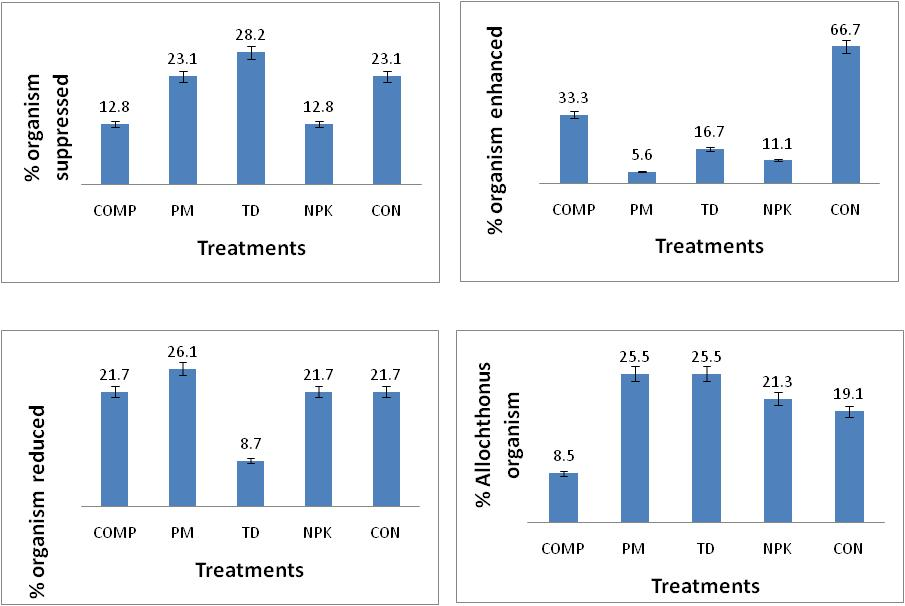 % organism
suppressed
12.8 23.1 28.2 12.8 23.1
COMP PM TD NPK CON
Treatments
% organism enhanced
33.3 5.6 16.7 11.1 66.7
COMP PM TD NPK CON
Treatments
% organism reduced
21.7 26.1 8.7 21.7 21.7
COMP PM TD NPK CON
Treatments
% Allochthonus
organism
8.5 25.5 25.5 21.3 19.1
COMP PM TD NPK CON
Treatments